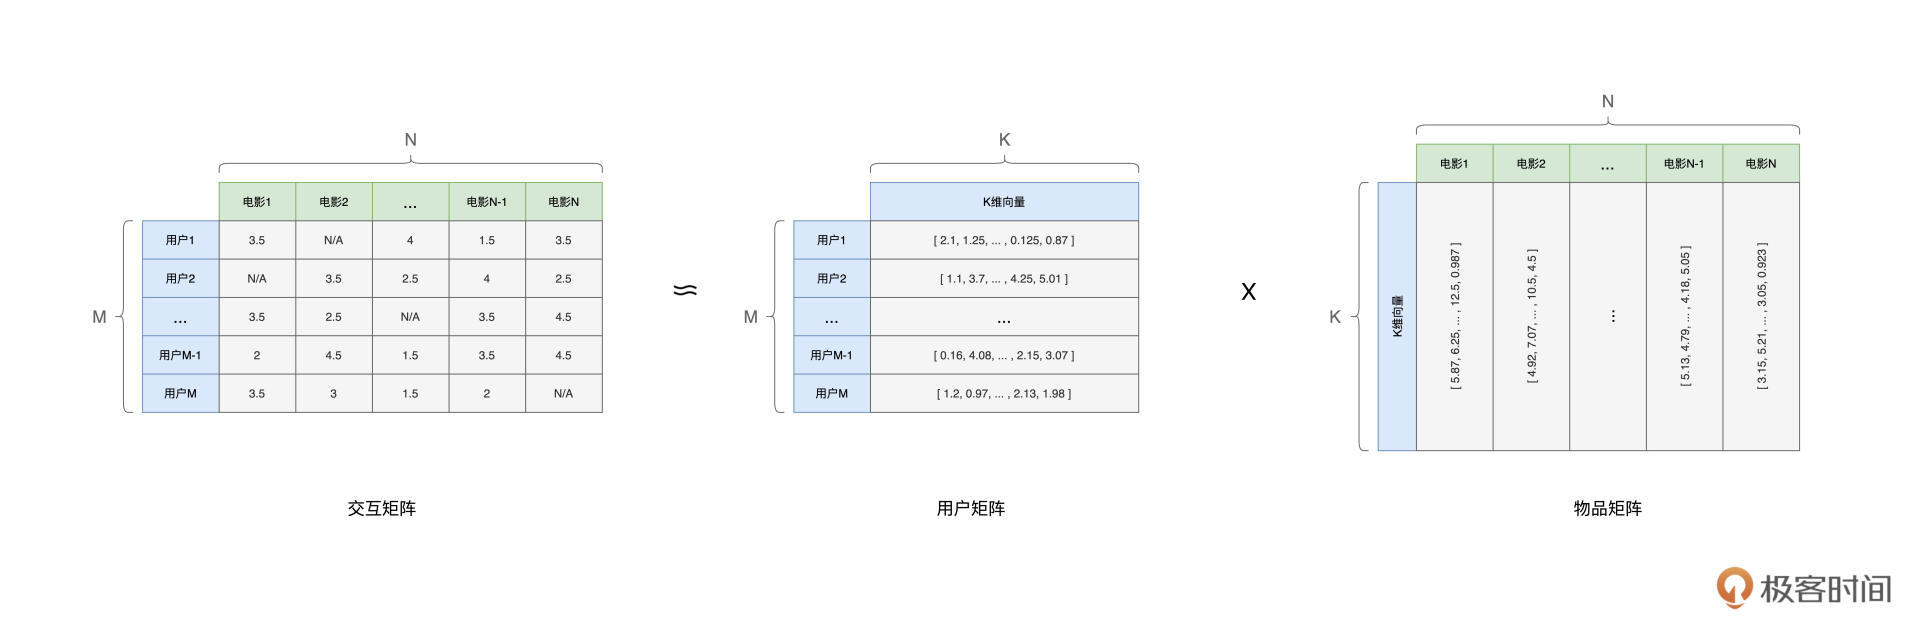 N
电影1 电影2 ... 电影N-1 电影N
M
用户1 3.5 N/A 4 1.5 3.5
用户2 N/A 3.5 2.5 4 2.5
... 3.5 2.5 N/A 3.5 4.5
用户M-1 2 4.5 1.5 3.5 4.5
用户M 3.5 3 1.5 2 N/A
交互矩阵
≈
K
K维向量
M
用户1 [ 2.1, 1.25, ... , 0.125, 0.87 ]
用户2 [ 1.1, 3.7, ... , 4.25, 5.01 ]
... ...
用户M-1 [ 0.16, 4.08, ... , 2.15, 3.07 ]
用户M [ 1.2, 0.97, ... , 2.13, 1.98 ]
用户矩阵
X
N
电影1 电影2 ... 电影N-1 电影N
K
K维向量
[ 5.87, 6.25, ... , 12.5, 0.987 ]
[ 4.92, 7.07, ... , 10.5, 4.5 ]
...
[ 5.13, 4.79, ... , 4.18, 5.05 ]
[ 3.15, 5.21, ... , 3.05, 0.923 ]
物品矩阵
极客时间